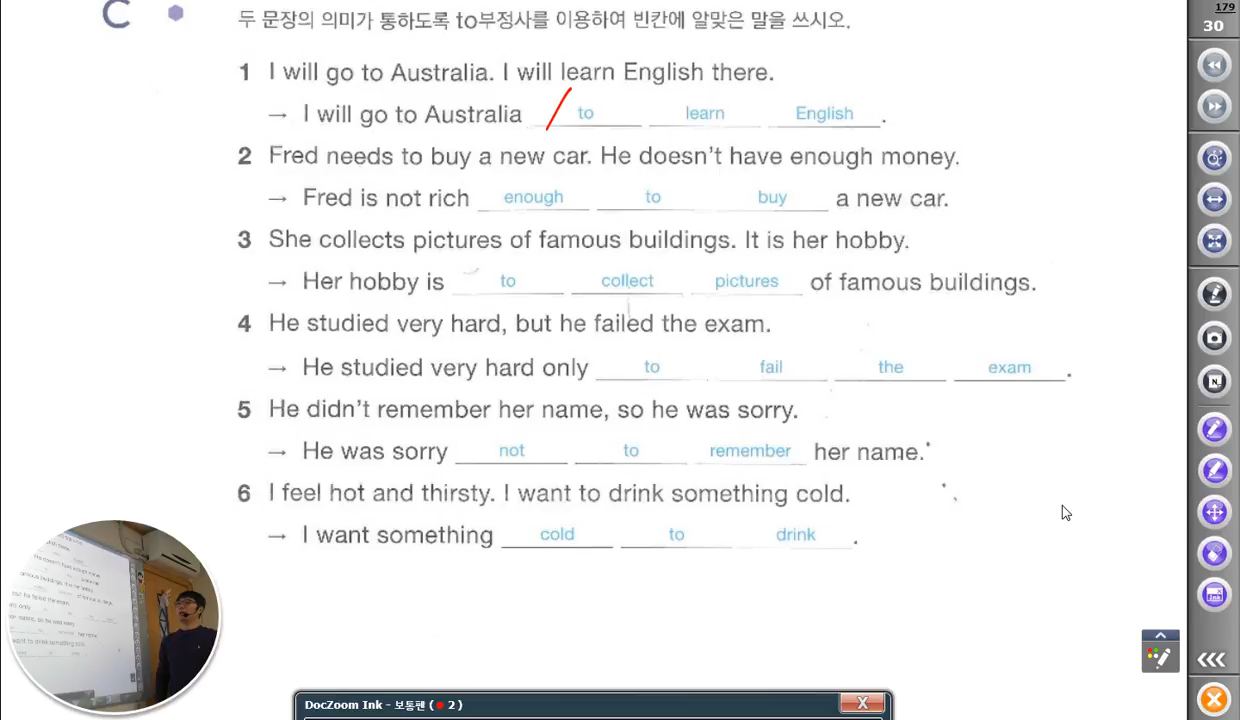 C 두 문장의 의미가 통하도록 to부정사를 이용하여 빈칸에 알맞은 말을 쓰시오.
1 I will go to Australia. I will learn English there.
→ I will go to Australia to learn English.
2 Fred needs to buy a new car. He doesn't have enough money.
→ Fred is not rich enough to buy a new car.
3 She collects pictures of famous buildings. It is her hobby.
→ Her hobby is to collect pictures of famous buildings.
4 He studied very hard, but he failed the exam.
→ He studied very hard only to fail the exam.
5 He didn't remember her name, so he was sorry.
→ He was sorry not to remember her name.
6 I feel hot and thirsty. I want to drink something cold.
→ I want something cold to drink.
179
30
DocZoom Ink - 보통펜 ( 2 )